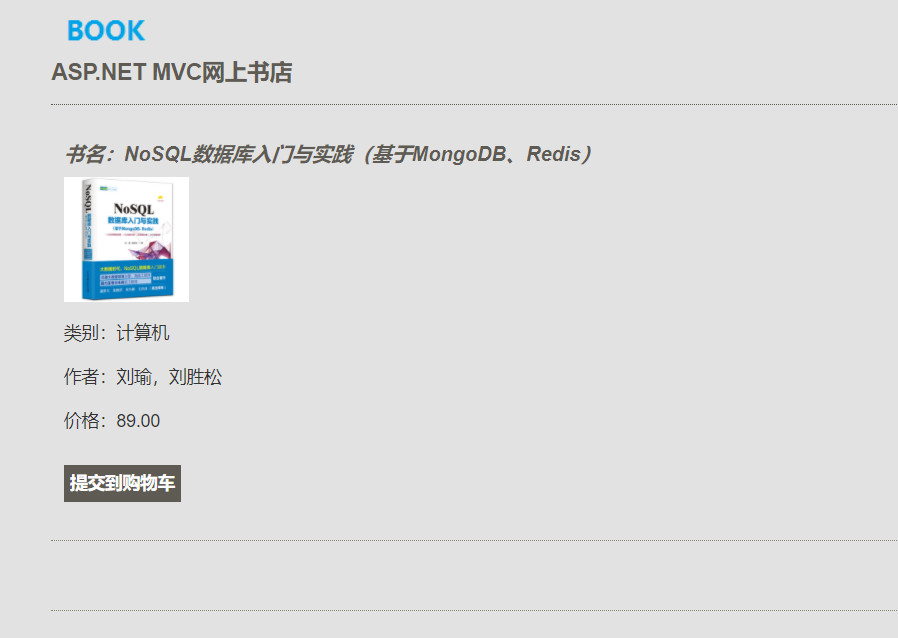 BOOK
ASP.NET MVC网上书店
书名：NoSQL数据库入门与实践（基于MongoDB、Redis）
NoSQL
NoSQL
数据库入门与实践
（基于MongoDB、Redis）
类别：计算机
作者：刘瑜，刘胜松
价格：89.00
提交到购物车